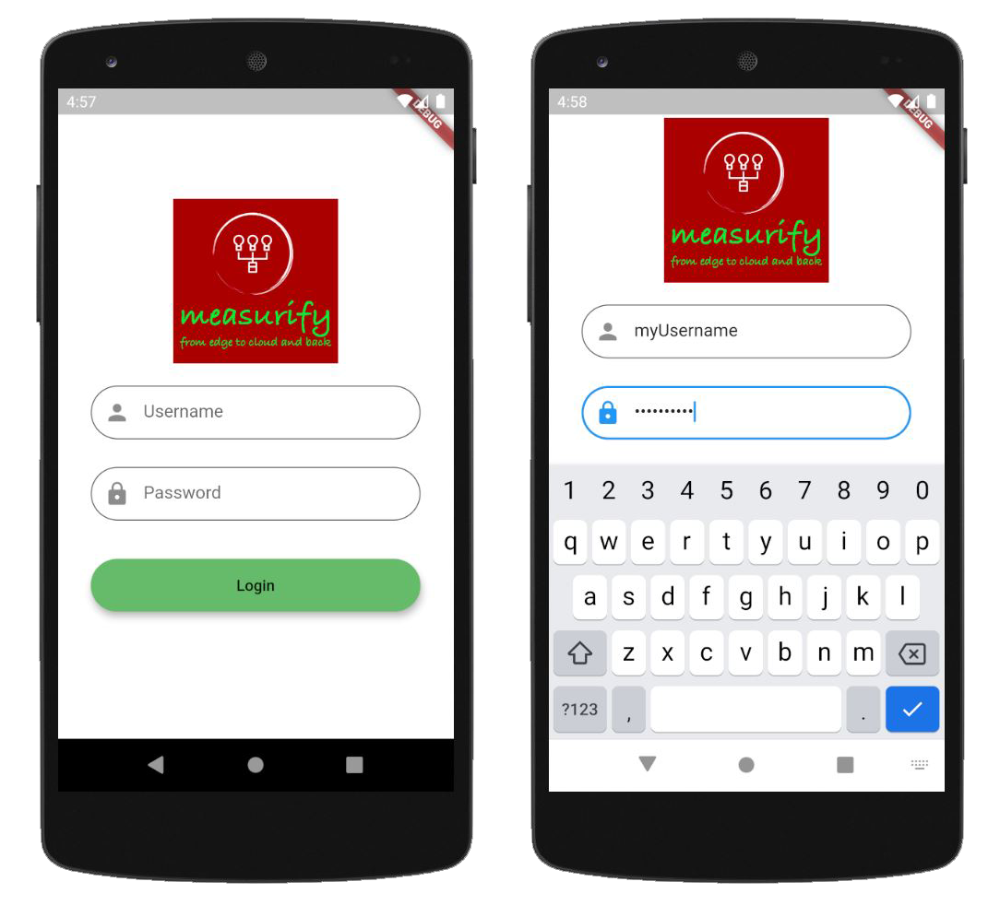 4:57
DEBUG
measurify
from edge to cloud and back
Username
Password
Login
4:58
DEBUG
measurify
from edge to cloud and back
myUsername
••••••••••
1 2 3 4 5 6 7 8 9 0
q w e r t y u i o p
a s d f g h j k l
z x c v b n m
?123 , .